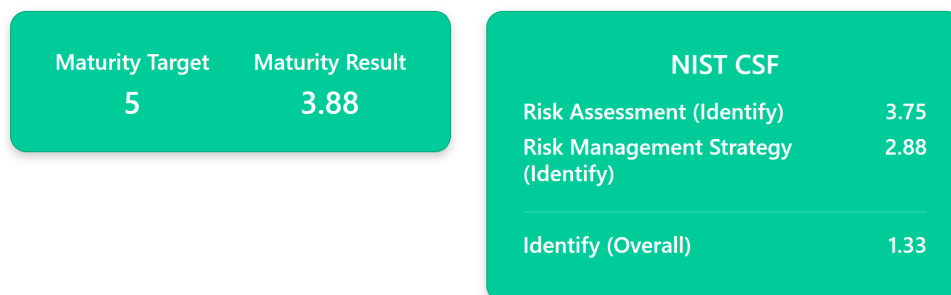 Maturity Target Maturity Result
5 3.88
NIST CSF
Risk Assessment (Identify) 3.75
Risk Management Strategy 2.88
(Identify)
Identify (Overall) 1.33